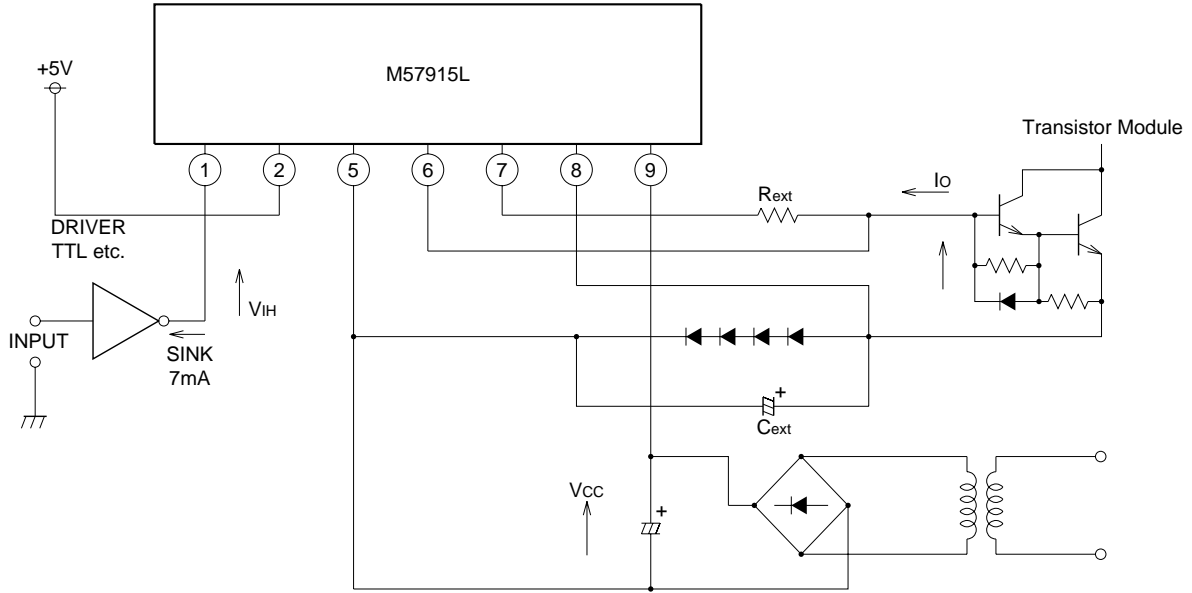 M57915L
+5V
Transistor Module
1 2 5 6 7 8 9
Rext
IO
DRIVER
TTL etc.
VIH
INPUT
SINK
7mA
+
Cext
VCC
+